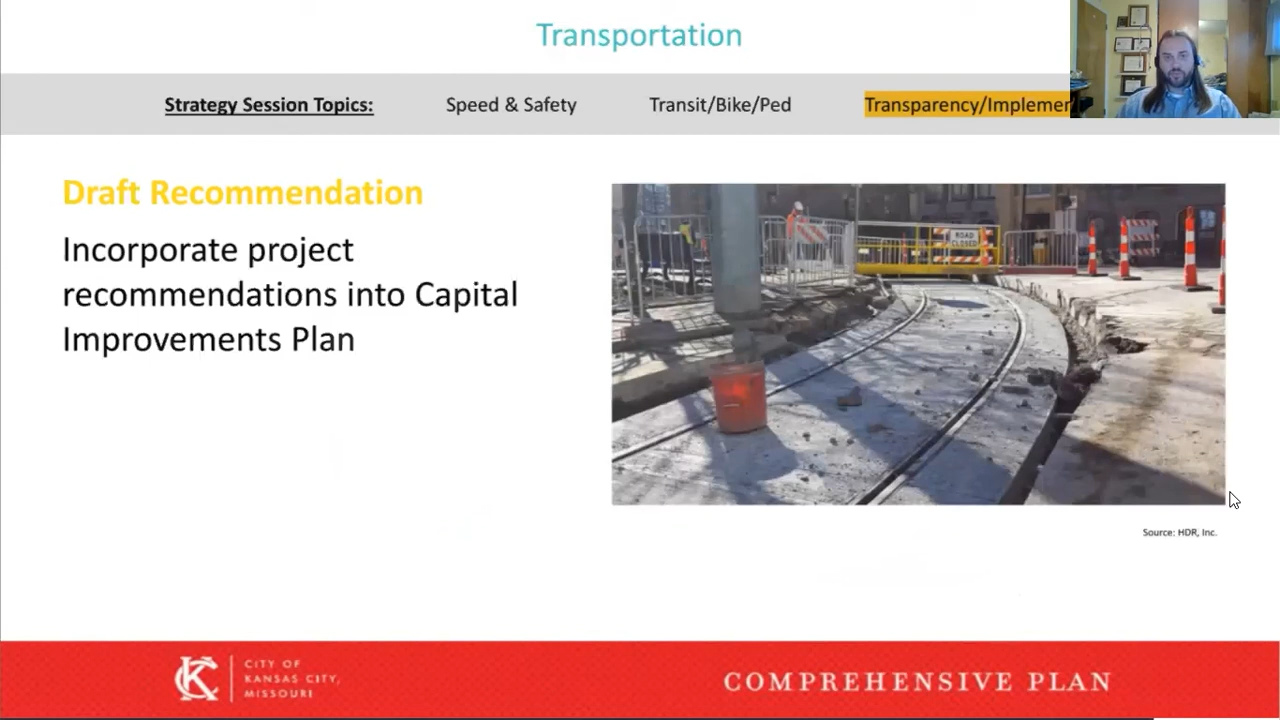 Transportation
Strategy Session Topics: Speed & Safety Transit/Bike/Ped Transparency/Implemen
Draft Recommendation
Incorporate project
recommendations into Capital
Improvements Plan
ROAD
CLOSED
Source: HDR, Inc.
KC
CITY OF
KANSAS CITY,
MISSOURI
COMPREHENSIVE PLAN